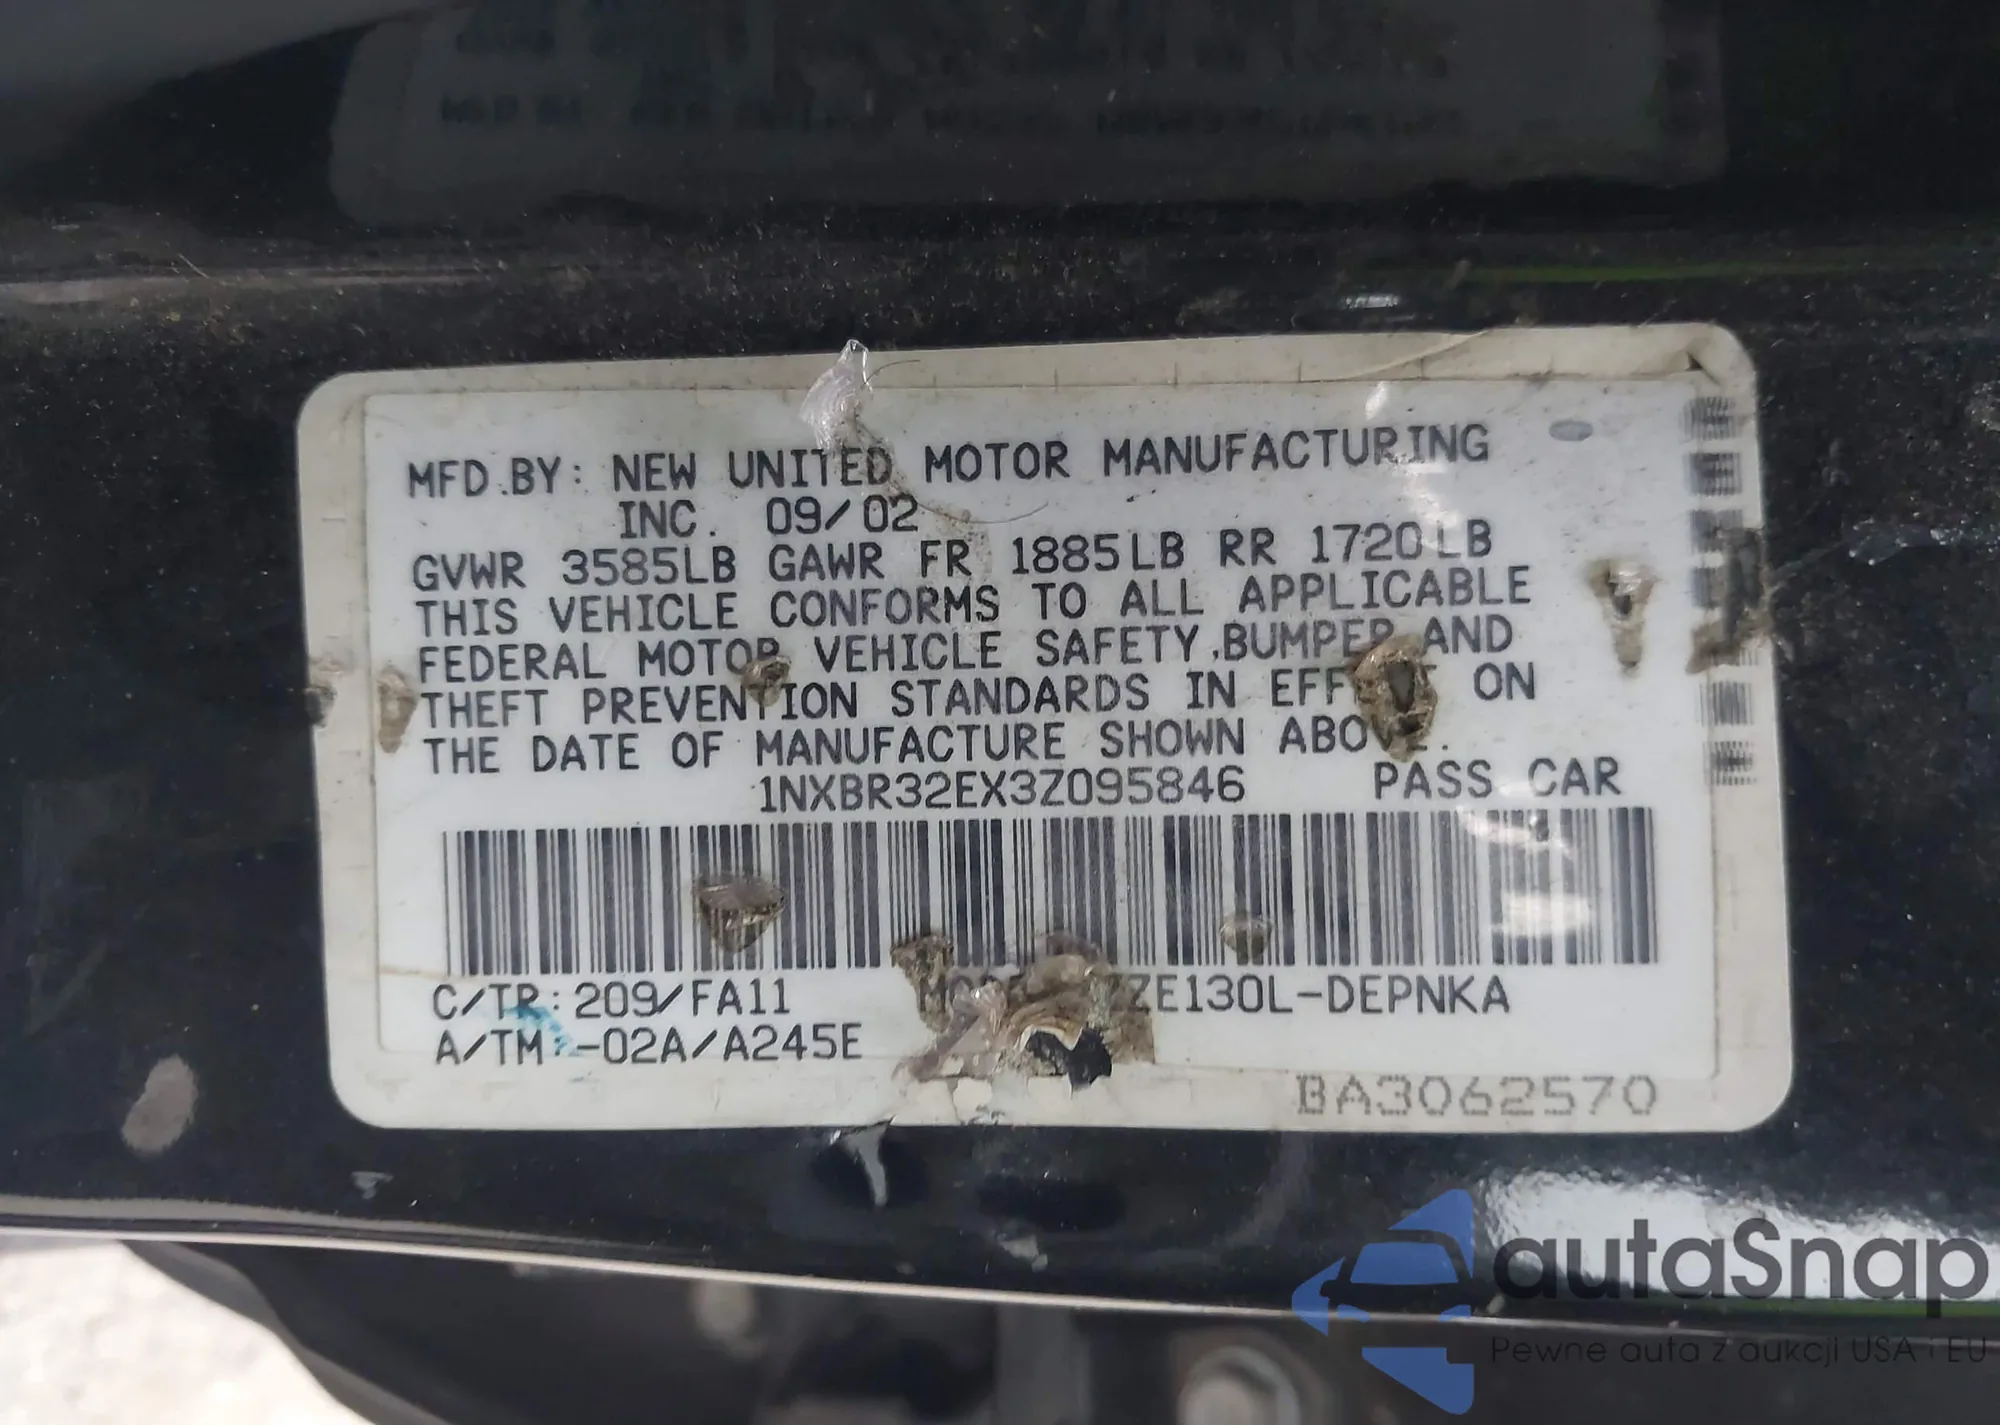 MFD.BY: NEW UNITED MOTOR MANUFACTURING
INC. 09/02
GVWR 3585LB GAWR FR 1885LB RR 1720LB
THIS VEHICLE CONFORMS TO ALL APPLICABLE
FEDERAL MOTOR VEHICLE SAFETY,BUMPER AND
THEFT PREVENTION STANDARDS IN ON
THE DATE OF MANUFACTURE SHOWN
1NXBR32EX3Z095846 PASS CAR
C/TR: 209/FA11 ZE130L-DEPNKA
A/TM: -02A/A245E
BA3062570
autaSnap
Pewne auta z aukcji USA i EU